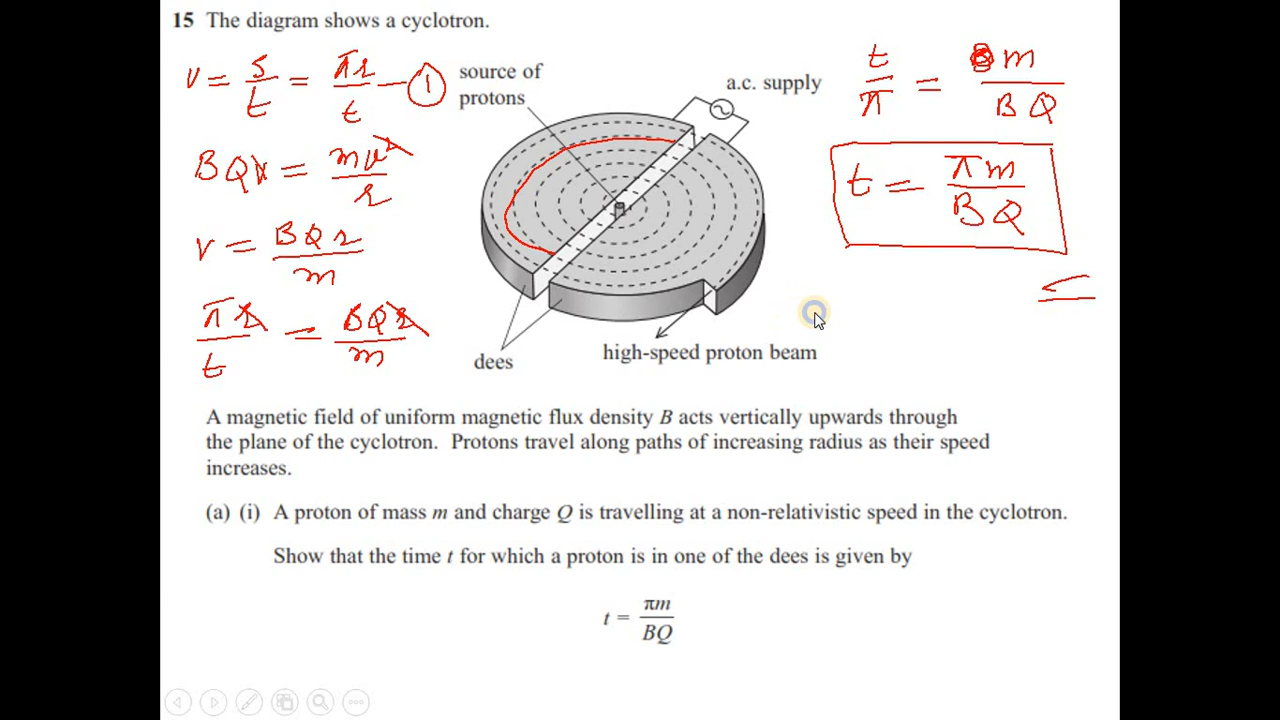 15 The diagram shows a cyclotron.
v = s/t = πr/t — ①
BQv = mv²/r
v = BQr/m
πr/t = BQr/m
source of
protons
a.c. supply
dees
high-speed proton beam
t/π = m/BQ
t = πm/BQ
A magnetic field of uniform magnetic flux density B acts vertically upwards through
the plane of the cyclotron. Protons travel along paths of increasing radius as their speed
increases.
(a) (i) A proton of mass m and charge Q is travelling at a non-relativistic speed in the cyclotron.
Show that the time t for which a proton is in one of the dees is given by
t = πm/BQ